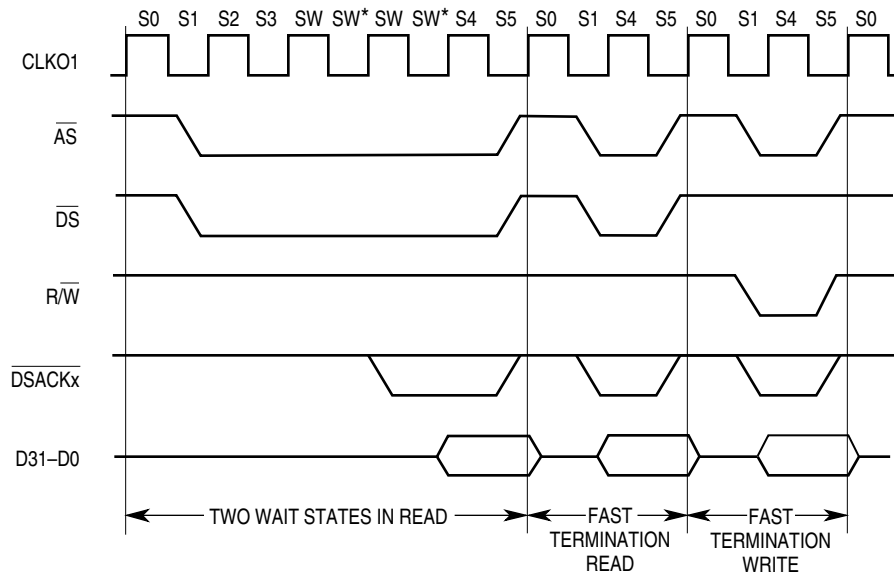 S0 S1 S2 S3 SW SW* SW SW* S4 S5 S0 S1 S4 S5 S0 S1 S4 S5 S0
CLKO1
AS
DS
R/W
DSACKx
D31–D0
TWO WAIT STATES IN READ
FAST
TERMINATION
READ
FAST
TERMINATION
WRITE